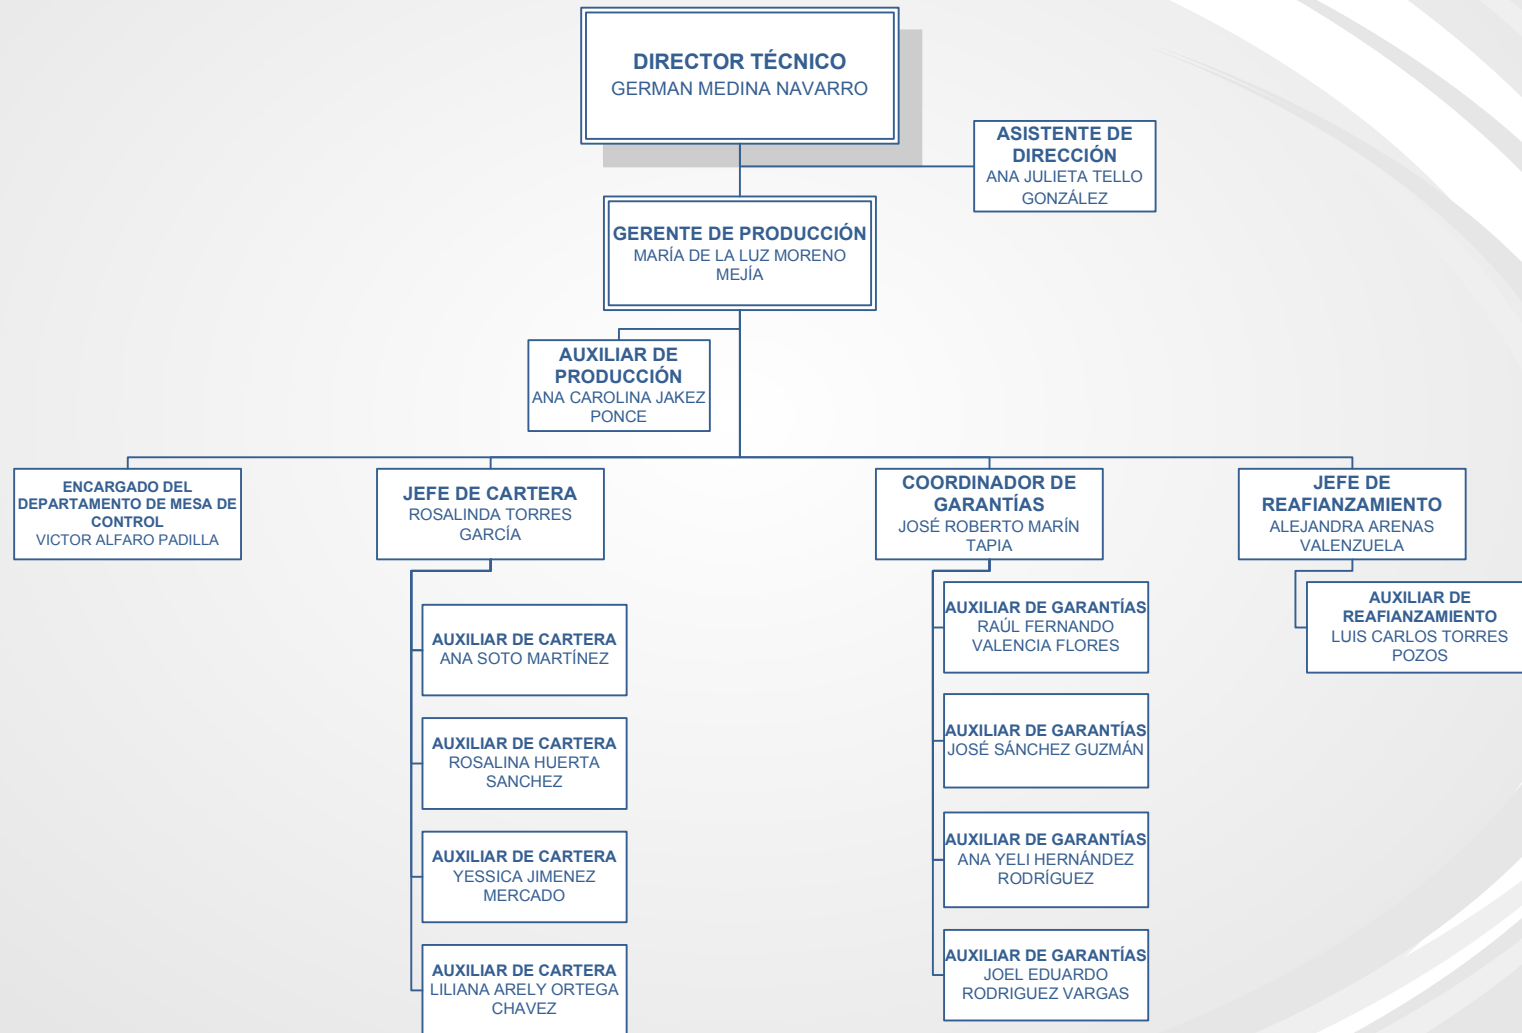 DIRECTOR TÉCNICO
GERMAN MEDINA NAVARRO
ASISTENTE DE
DIRECCIÓN
ANA JULIETA TELLO
GONZÁLEZ
GERENTE DE PRODUCCIÓN
MARÍA DE LA LUZ MORENO
MEJÍA
AUXILIAR DE
PRODUCCIÓN
ANA CAROLINA JAKEZ
PONCE
ENCARGADO DEL
DEPARTAMENTO DE MESA DE
CONTROL
VICTOR ALFARO PADILLA
JEFE DE CARTERA
ROSALINDA TORRES
GARCÍA
COORDINADOR DE
GARANTÍAS
JOSÉ ROBERTO MARÍN
TAPIA
JEFE DE
REAFIANZAMIENTO
ALEJANDRA ARENAS
VALENZUELA
AUXILIAR DE CARTERA
ANA SOTO MARTÍNEZ
AUXILIAR DE CARTERA
ROSALINA HUERTA
SANCHEZ
AUXILIAR DE CARTERA
YESSICA JIMENEZ
MERCADO
AUXILIAR DE CARTERA
LILIANA ARELY ORTEGA
CHAVEZ
AUXILIAR DE GARANTÍAS
RAÚL FERNANDO
VALENCIA FLORES
AUXILIAR DE GARANTÍAS
JOSÉ SÁNCHEZ GUZMÁN
AUXILIAR DE GARANTÍAS
ANA YELI HERNÁNDEZ
RODRÍGUEZ
AUXILIAR DE GARANTÍAS
JOEL EDUARDO
RODRIGUEZ VARGAS
AUXILIAR DE
REAFIANZAMIENTO
LUIS CARLOS TORRES
POZOS